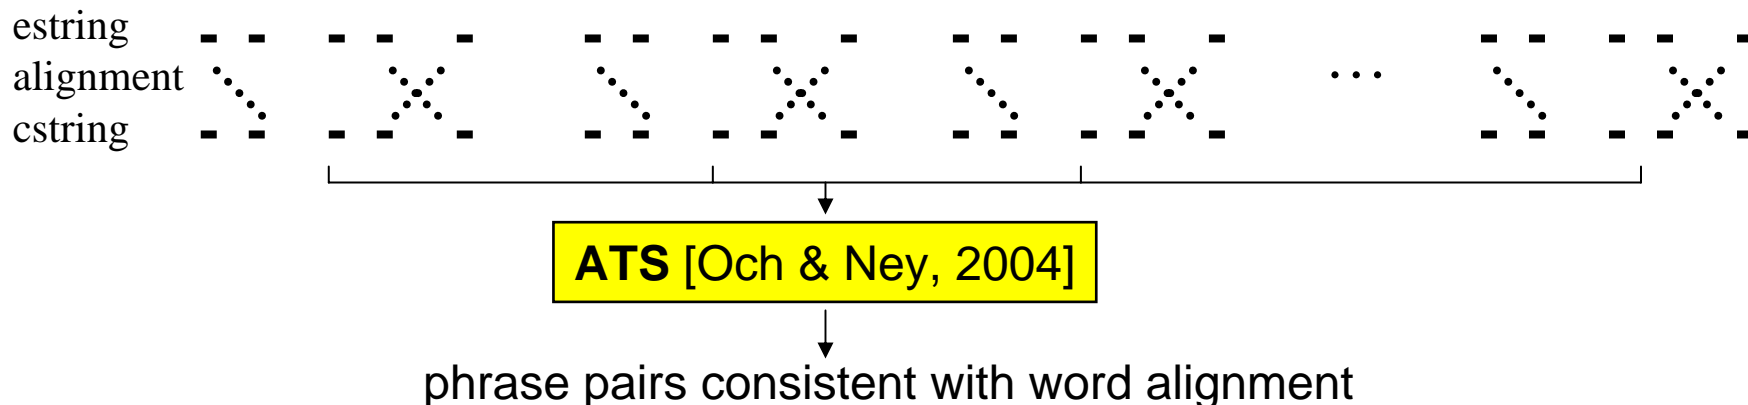 estring
alignment
cstring
...
ATS [Och & Ney, 2004]
phrase pairs consistent with word alignment